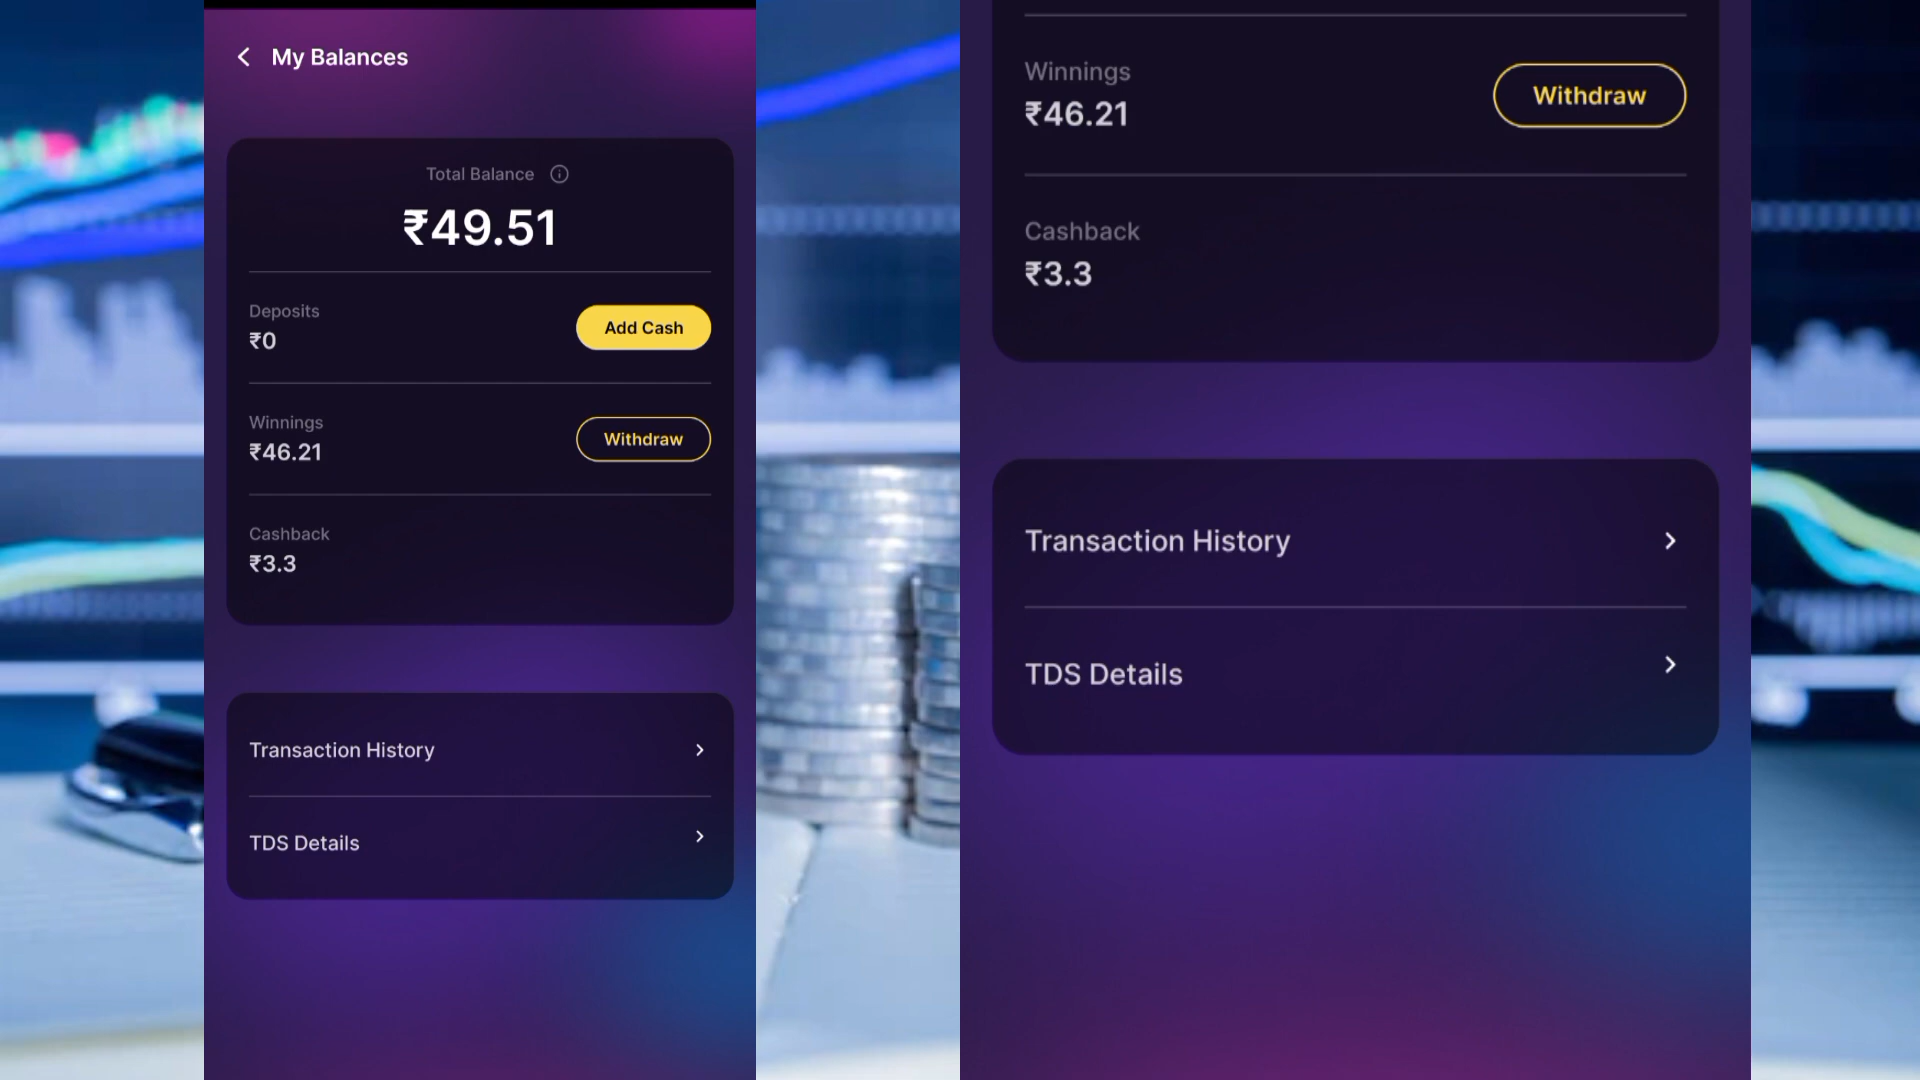 My Balances
Total Balance
₹49.51
Deposits
₹0
Add Cash
Winnings
₹46.21
Withdraw
Cashback
₹3.3
Transaction History
TDS Details
Winnings
₹46.21
Withdraw
Cashback
₹3.3
Transaction History
TDS Details